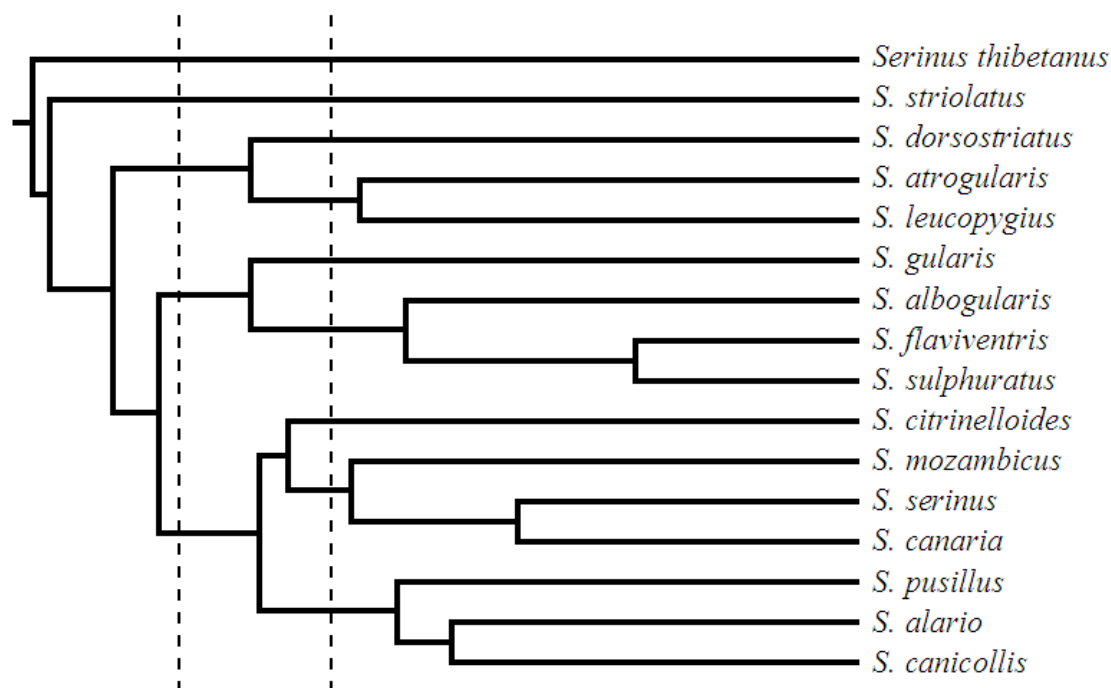 Serinus thibetanus
S. striolatus
S. dorsostriatus
S. atrogularis
S. leucopygius
S. gularis
S. albogularis
S. flaviventris
S. sulphuratus
S. citrinelloides
S. mozambicus
S. serinus
S. canaria
S. pusillus
S. alario
S. canicollis